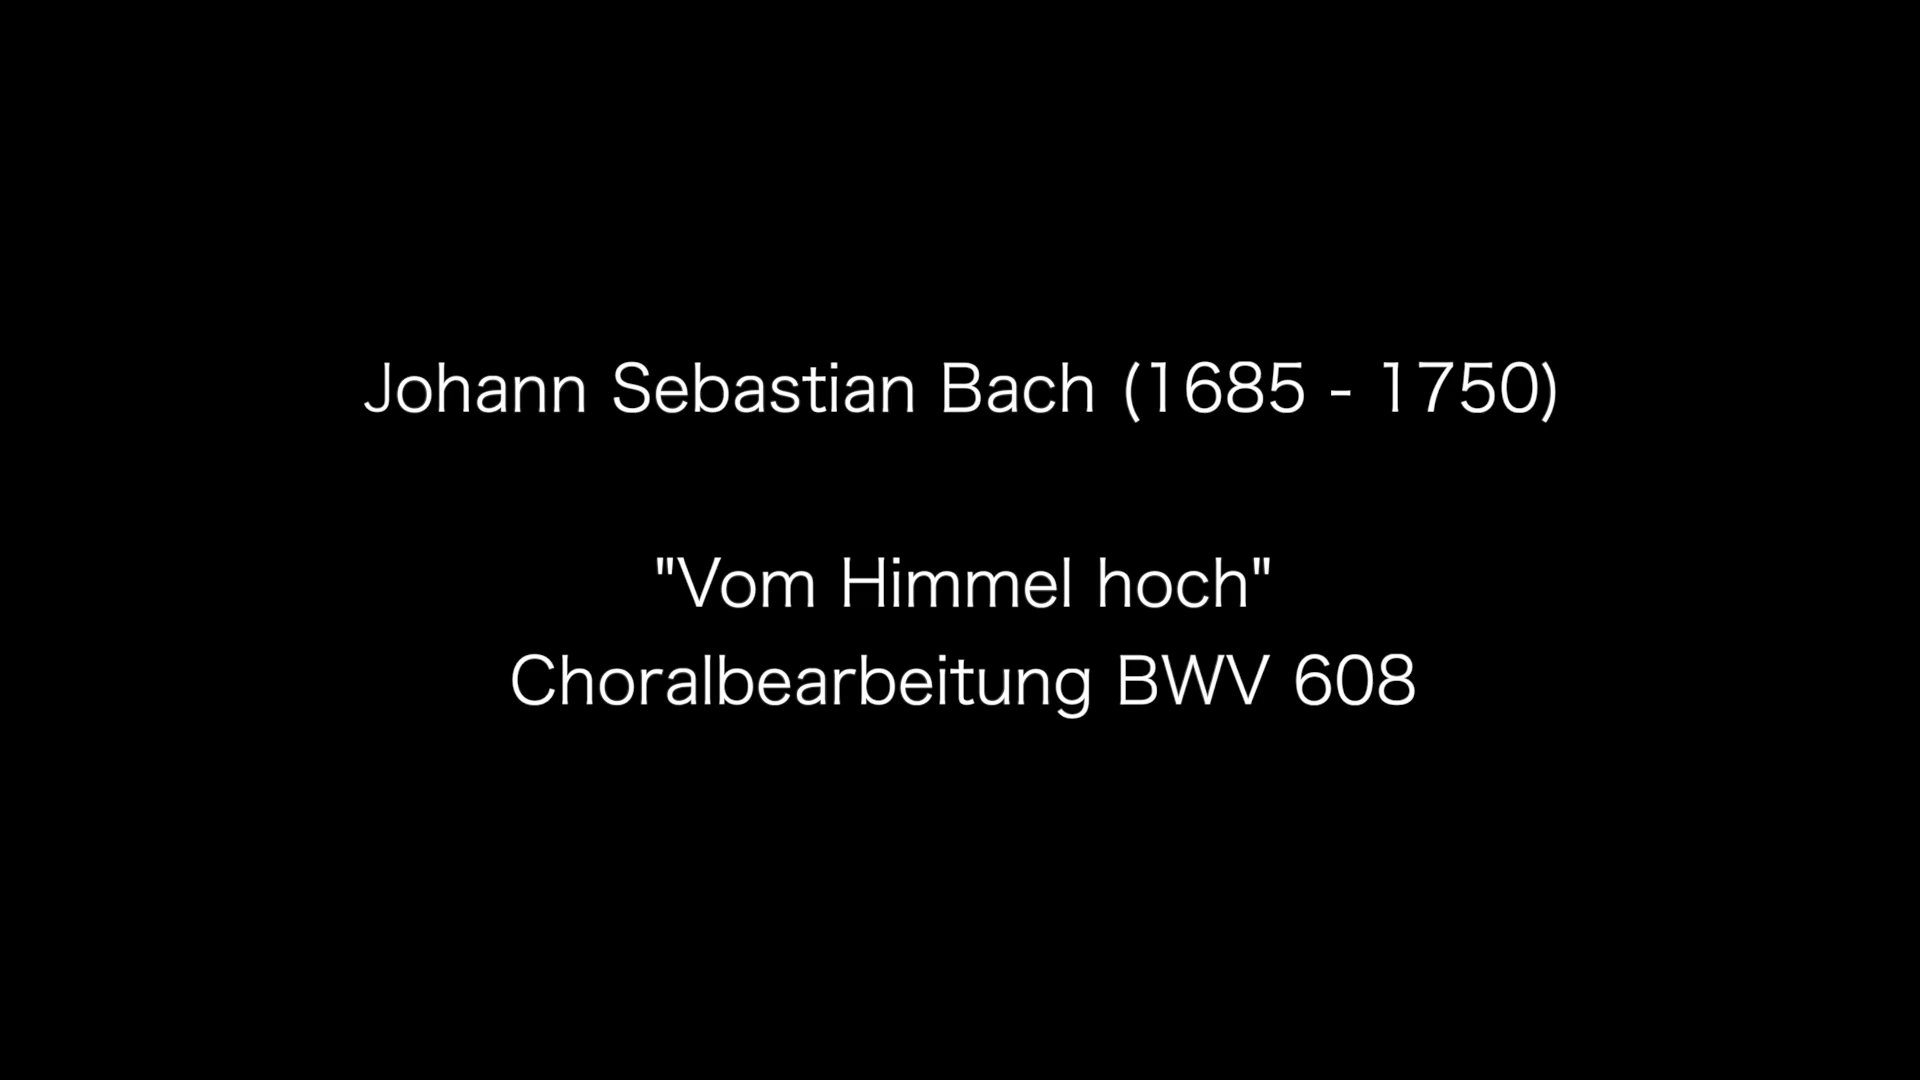 Johann Sebastian Bach (1685 - 1750)
"Vom Himmel hoch"
Choralbearbeitung BWV 608